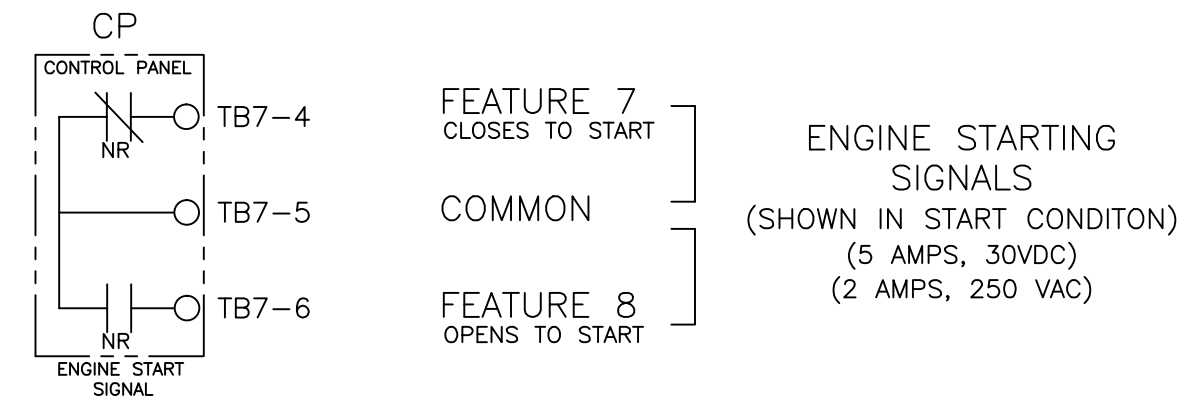 CP
CONTROL PANEL
NR
TB7-4
TB7-5
NR
TB7-6
ENGINE START
SIGNAL
FEATURE 7
CLOSES TO START
COMMON
FEATURE 8
OPENS TO START
ENGINE STARTING
SIGNALS
(SHOWN IN START CONDITON)
(5 AMPS, 30VDC)
(2 AMPS, 250 VAC)